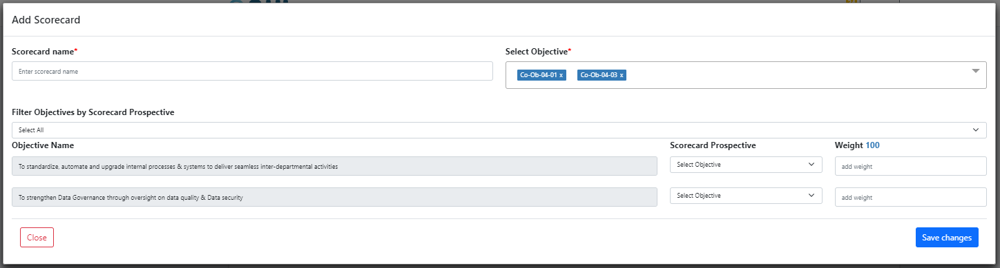 Add Scorecard
Scorecard name*
Select Objective*
Enter scorecard name
Co-Ob-04-01 x
Co-Ob-04-03 x
Filter Objectives by Scorecard Prospective
Select All
Objective Name
Scorecard Prospective
Weight 100
To standardize, automate and upgrade internal processes & systems to deliver seamless inter-departmental activities
Select Objective
add weight
To strengthen Data Governance through oversight on data quality & Data security
Select Objective
add weight
Close
Save changes